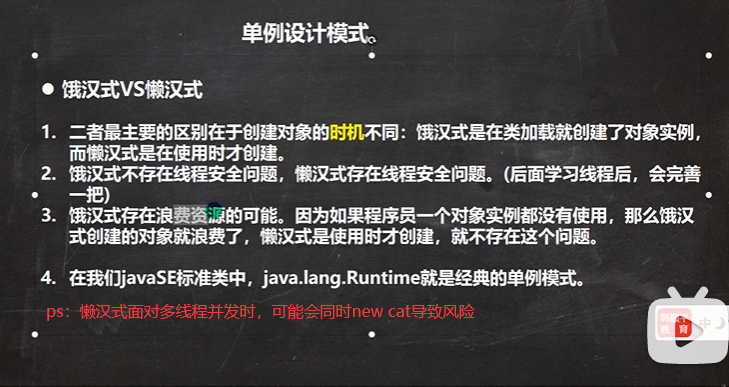 单例设计模式。
● 饿汉式VS懒汉式
1. 二者最主要的区别在于创建对象的时机不同：饿汉式是在类加载就创建了对象实例，
而懒汉式是在使用时才创建。
2. 饿汉式不存在线程安全问题，懒汉式存在线程安全问题。(后面学习线程后，会完善
一把)
3. 饿汉式存在浪费资源的可能。因为如果程序员一个对象实例都没有使用，那么饿汉
式创建的对象就浪费了，懒汉式是使用时才创建，就不存在这个问题。
4. 在我们javaSE标准类中，java.lang.Runtime就是经典的单例模式。
ps：懒汉式面对多线程并发时，可能会同时new cat导致风险
教育
中